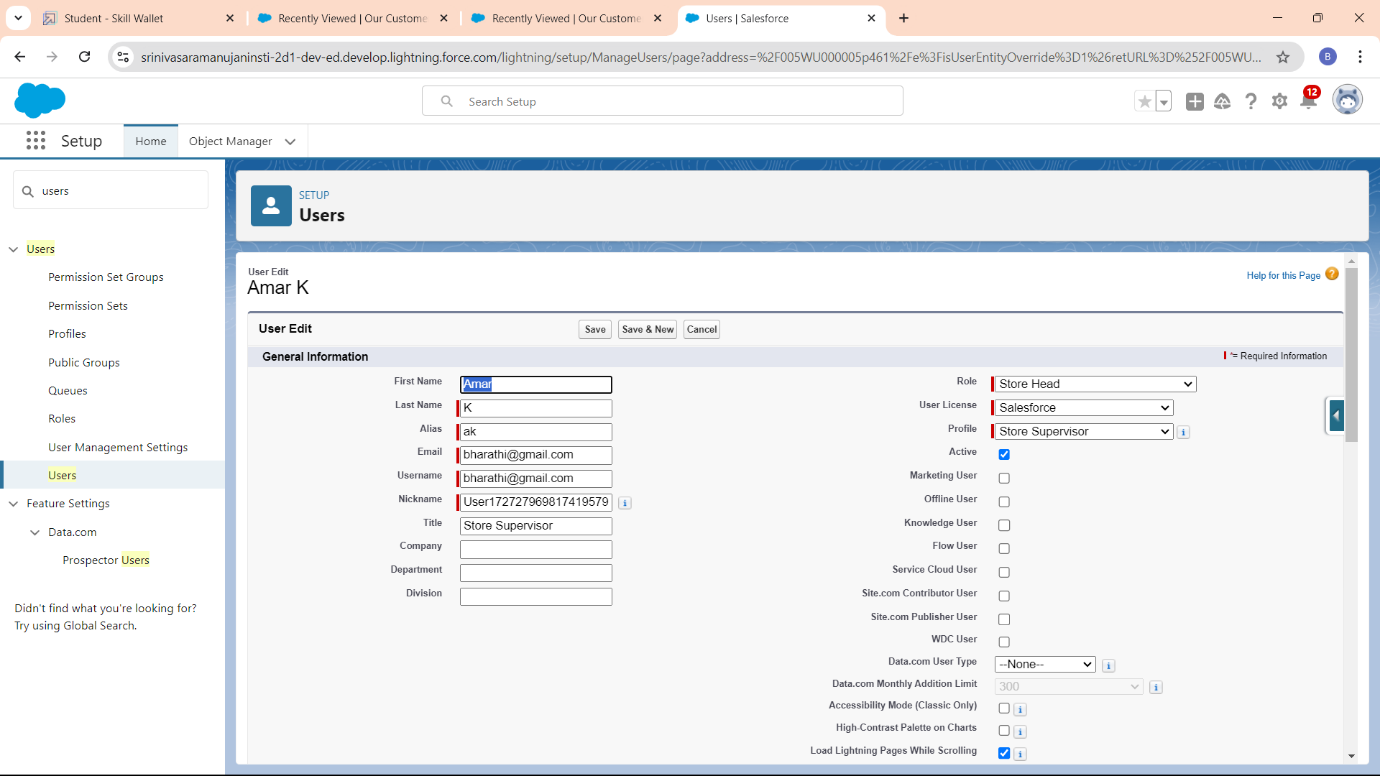 Student - Skill Wallet
Recently Viewed | Our Custome
Recently Viewed | Our Custome
Users | Salesforce
srinivasaramanujaninsti-2d1-dev-ed.develop.lightning.force.com/lightning/setup/ManageUsers/page?address=%2F005WU000005p461%2Fe%3FisUserEntityOverride%3D1%26retURL%3D%252F005WU...
B
Search Setup
12
Setup
Home
Object Manager
users
SETUP
Users
Users
Permission Set Groups
Permission Sets
Profiles
Public Groups
Queues
Roles
User Management Settings
Users
Feature Settings
Data.com
Prospector Users
Didn't find what you're looking for?
Try using Global Search.
User Edit
Amar K
Help for this Page
User Edit
Save
Save & New
Cancel
General Information
= Required Information
First Name Amar
Last Name K
Alias ak
Email bharathi@gmail.com
Username bharathi@gmail.com
Nickname User172727969817419579
Title Store Supervisor
Company
Department
Division
Role Store Head
User License Salesforce
Profile Store Supervisor
Active
Marketing User
Offline User
Knowledge User
Flow User
Service Cloud User
Site.com Contributor User
Site.com Publisher User
WDC User
Data.com User Type --None--
Data.com Monthly Addition Limit 300
Accessibility Mode (Classic Only)
High-Contrast Palette on Charts
Load Lightning Pages While Scrolling